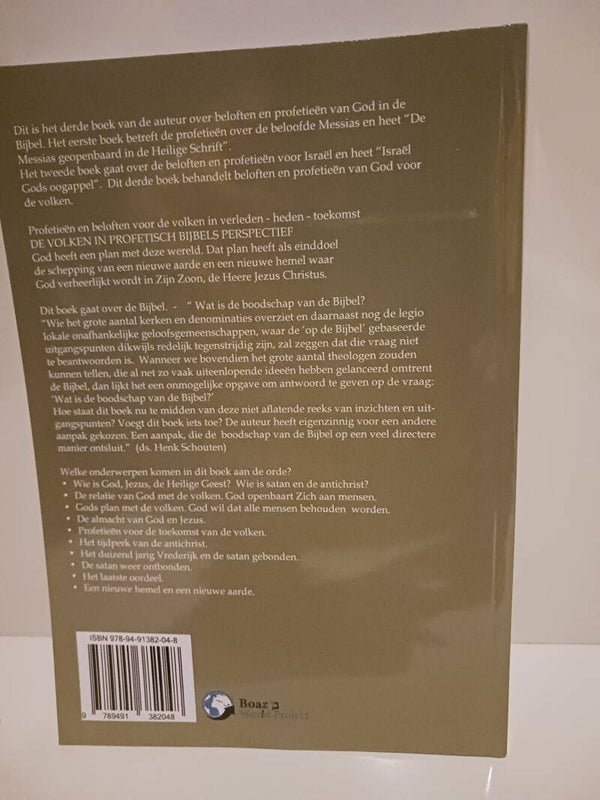 Dit is het derde boek van de auteur over beloften en profetieën van God in de
Bijbel. Het eerste boek betreft de profetieën over de beloofde Messias en heet "De
Messias geopenbaard in de Heilige Schrift".
Het tweede boek gaat over de beloften en profetieën voor Israël en heet "Israël
Gods oogappel". Dit derde boek behandelt beloften en profetieën van God voor
de volken.
Profetieën en beloften voor de volken in verleden - heden - toekomst
DE VOLKEN IN PROFETISCH BIJBELS PERSPECTIEF
God heeft een plan met deze wereld. Dat plan heeft als einddoel
de schepping van een nieuwe aarde en een nieuwe hemel waar
God verheerlijkt wordt in Zijn Zoon, de Heere Jezus Christus.
Dit boek gaat over de Bijbel. - " Wat is de boodschap van de Bijbel?
"Wie het grote aantal kerken en denominaties overziet en daarnaast nog de legio
lokale onafhankelijke geloofsgemeenschappen, waar de 'op de Bijbel' gebaseerde
uitgangspunten dikwijls redelijk tegenstrijdig zijn, zal zeggen dat die vraag niet
te beantwoorden is. Wanneer we bovendien het grote aantal theologen zouden
kunnen tellen, die al net zo vaak uiteenlopende ideeën hebben gelanceerd omtrent
de Bijbel, dan lijkt het een onmogelijke opgave om antwoord te geven op de vraag:
'Wat is de boodschap van de Bijbel?'
Hoe staat dit boek nu te midden van deze niet aflatende reeks van inzichten en uit-
gangspunten? Voegt dit boek iets toe? De auteur heeft eigenzinnig voor een andere
aanpak gekozen. Een aanpak, die de boodschap van de Bijbel op een veel directere
manier ontsluit." (ds. Henk Schouten)
Welke onderwerpen komen in dit boek aan de orde?
• Wie is God, Jezus, de Heilige Geest? Wie is satan en de antichrist?
• De relatie van God met de volken. God openbaart Zich aan mensen.
• Gods plan met de volken. God wil dat alle mensen behouden worden.
• De almacht van God en Jezus.
• Profetieën voor de toekomst van de volken.
• Het tijdperk van de antichrist.
• Het duizend jarig Vrederijk en de satan gebonden.
• De satan weer ontbonden.
• Het laatste oordeel.
• Een nieuwe hemel en een nieuwe aarde.
ISBN 978-94-91382-04-8
9 789491 382048
Boaz
World Project